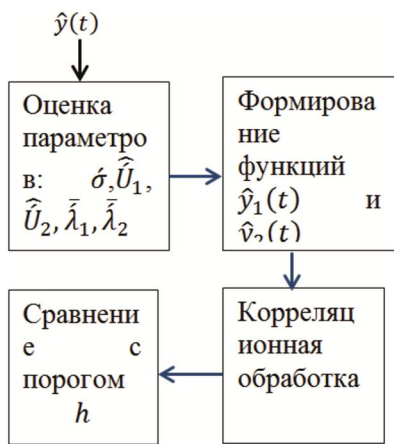 ŷ(t)
Оценка
параметро
в: σ́, Û̂₁,
Û̂₂, λ̄́₁, λ̄́₂
Формирова
ние
функций
ŷ₁(t) и
ŷ₂(t)
Корреляц
ионная
обработка
Сравнени
е с
порогом
h